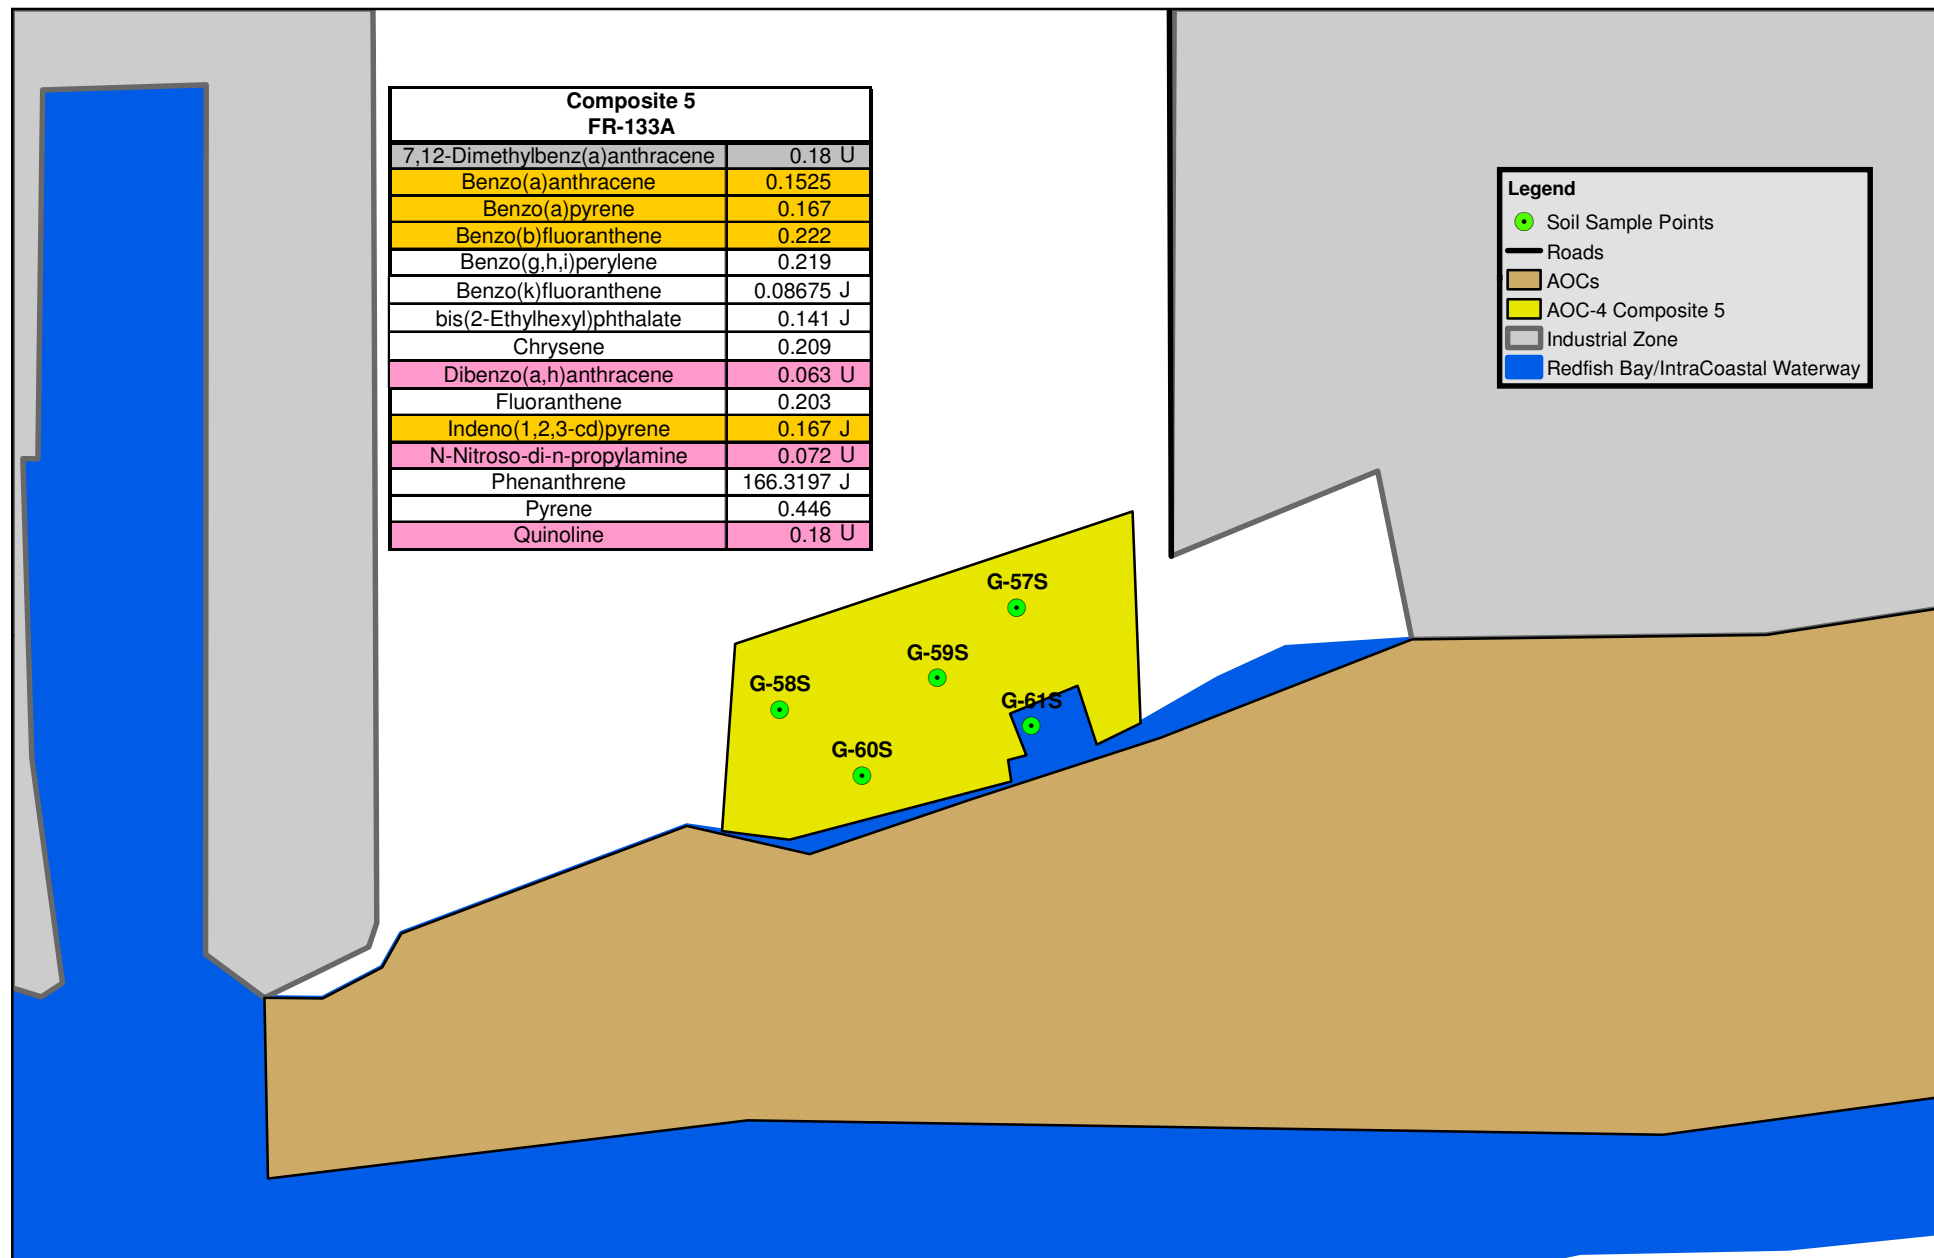 Composite 5
FR-133A
7,12-Dimethylbenz(a)anthracene 0.18 U
Benzo(a)anthracene 0.1525
Benzo(a)pyrene 0.167
Benzo(b)fluoranthene 0.222
Benzo(g,h,i)perylene 0.219
Benzo(k)fluoranthene 0.08675 J
bis(2-Ethylhexyl)phthalate 0.141 J
Chrysene 0.209
Dibenzo(a,h)anthracene 0.063 U
Fluoranthene 0.203
Indeno(1,2,3-cd)pyrene 0.167 J
N-Nitroso-di-n-propylamine 0.072 U
Phenanthrene 166.3197 J
Pyrene 0.446
Quinoline 0.18 U
Legend
Soil Sample Points
Roads
AOCs
AOC-4 Composite 5
Industrial Zone
Redfish Bay/IntraCoastal Waterway
G-57S
G-59S
G-58S
G-61S
G-60S